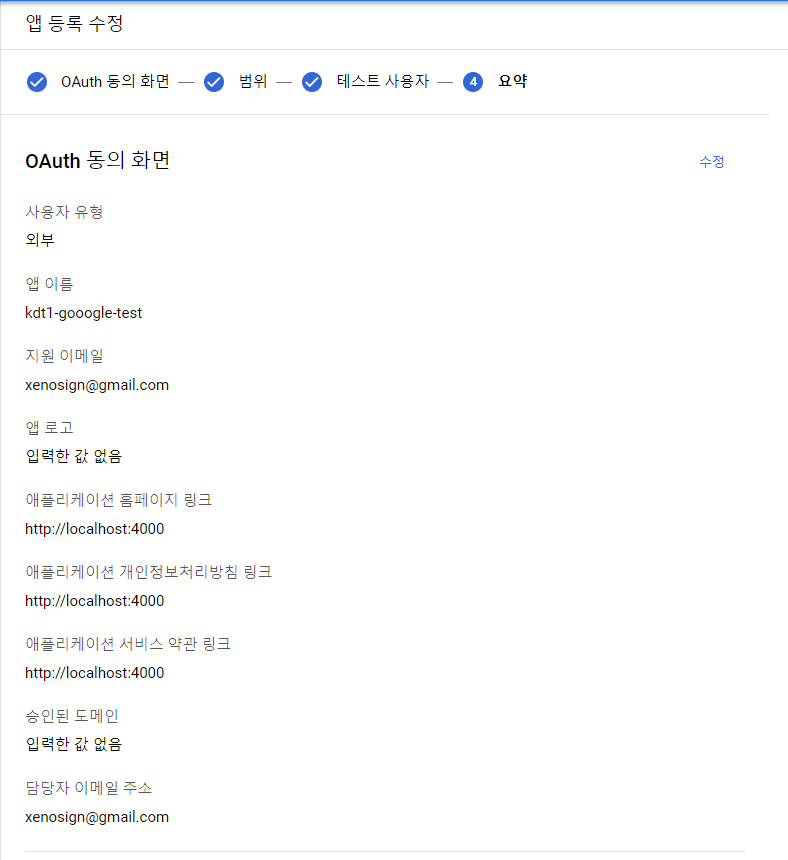 앱 등록 수정
OAuth 동의 화면 — 범위 — 테스트 사용자 — 4 요약
OAuth 동의 화면 수정
사용자 유형
외부
앱 이름
kdt1-gooogle-test
지원 이메일
xenosign@gmail.com
앱 로고
입력한 값 없음
애플리케이션 홈페이지 링크
http://localhost:4000
애플리케이션 개인정보처리방침 링크
http://localhost:4000
애플리케이션 서비스 약관 링크
http://localhost:4000
승인된 도메인
입력한 값 없음
담당자 이메일 주소
xenosign@gmail.com